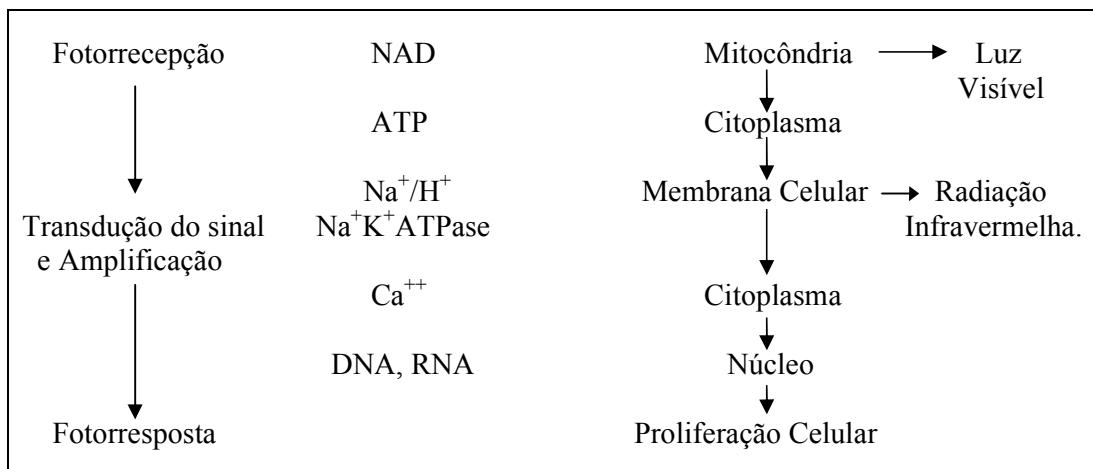 Fotorrecepção NAD Mitocôndria Luz
Visível
ATP Citoplasma
Na⁺/H⁺ Membrana Celular Radiação
Transdução do sinal Na⁺K⁺ATPase Infravermelha.
e Amplificação
Ca⁺⁺ Citoplasma
DNA, RNA Núcleo
Fotorresposta Proliferação Celular